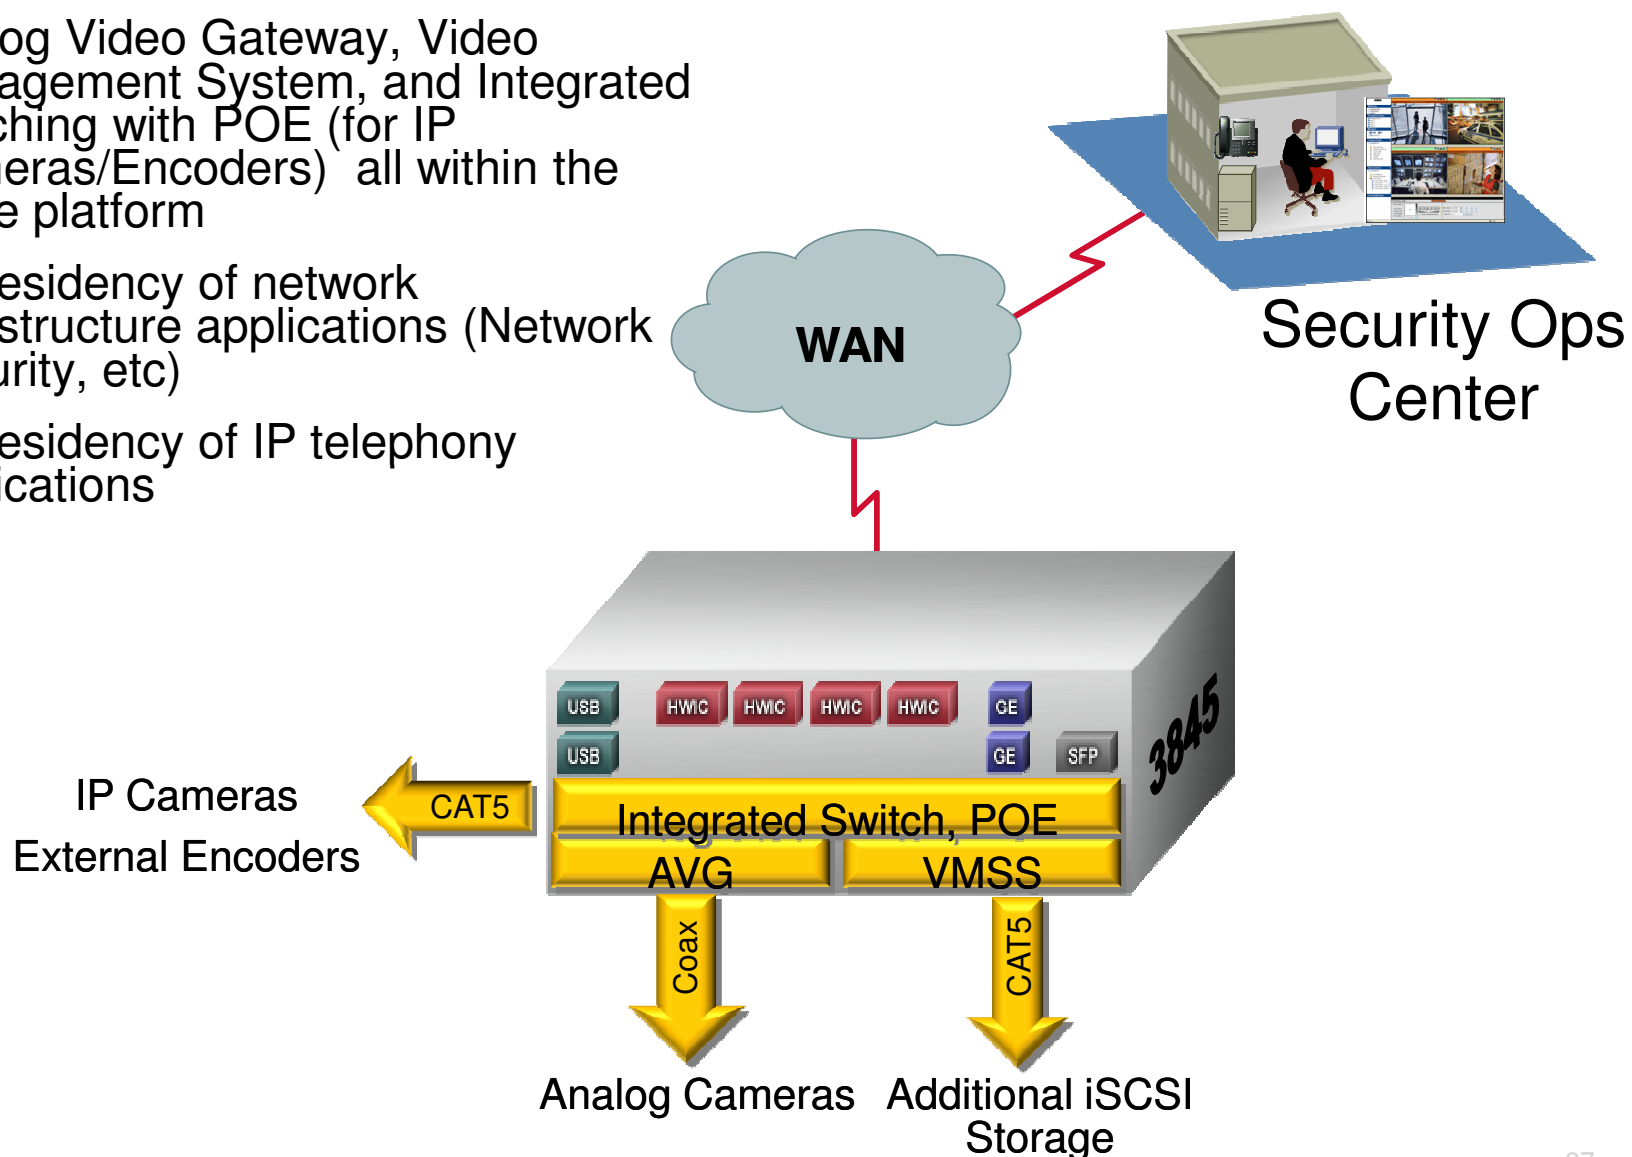 og Video Gateway, Video
agement System, and Integrated
ching with POE (for IP
eras/Encoders) all within the
e platform
esidency of network
structure applications (Network
urity, etc)
esidency of IP telephony
ications
WAN
Security Ops
Center
USB HWIC HWIC HWIC HWIC GE
USB GE SFP
3845
IP Cameras
External Encoders
CAT5
Integrated Switch, POE
AVG VMSS
Coax
CAT5
Analog Cameras
Additional iSCSI
Storage